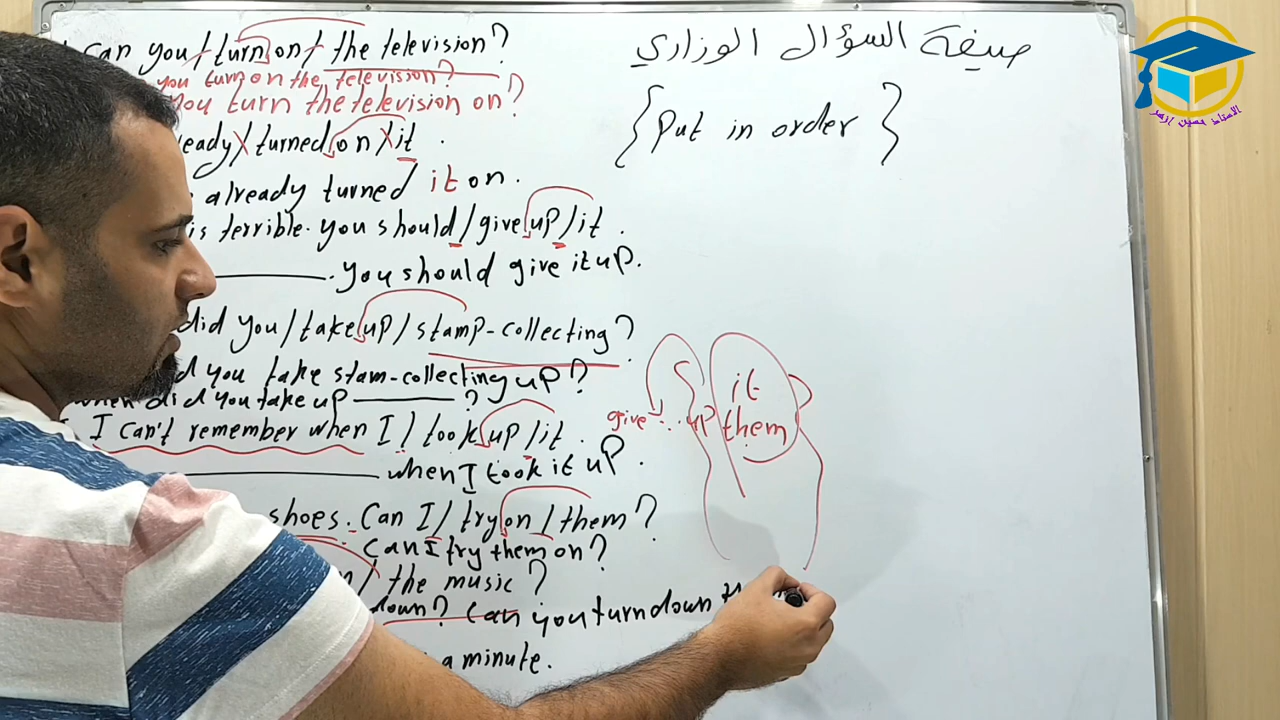 can you / turn on / the television?
you turn on the television?
you turn the television on?
/ turned on / it .
already turned it on.
is terrible. you should / give up / it .
. you should give it up.
did you / take up / stamp-collecting?
you take stam-collecting up?
when did you take up ?
I can't remember when I / took up / it .
when I took it up .
shoes. Can I / try on / them ?
Can I try them on ?
/ the music ?
down? Can you turn down
a minute.
صيغة السؤال الوزاري
{ Put in order }
it
give ... up them
الاستاذ حسين ازهر